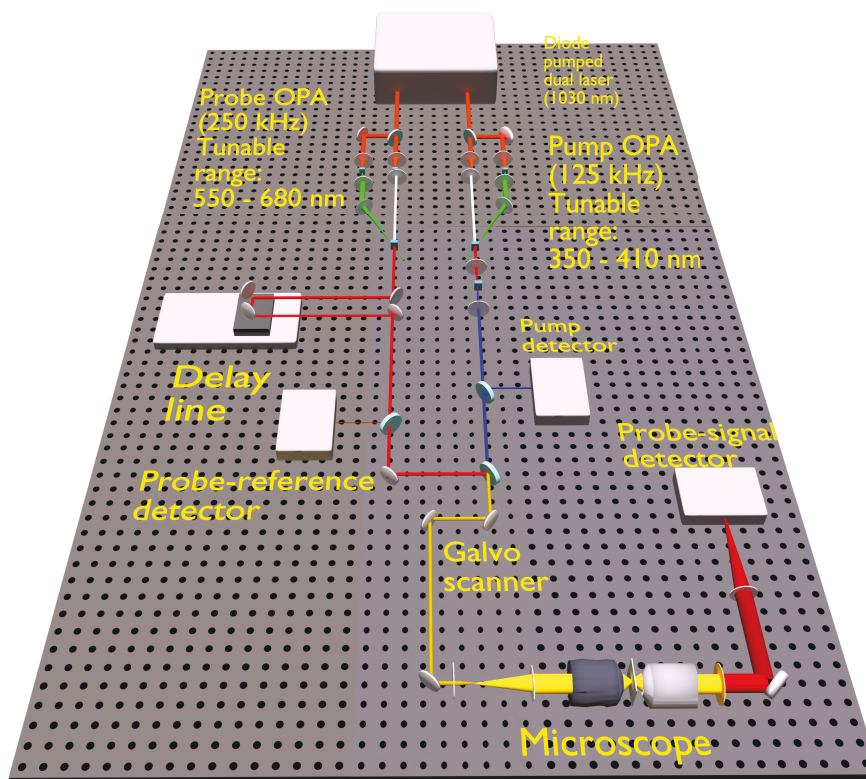 Diode
pumped
dual laser
(1030 nm)
Probe OPA
(250 kHz)
Tunable
range:
550 - 680 nm
Pump OPA
(125 kHz)
Tunable
range:
350 - 410 nm
Pump
detector
Delay
line
Probe-signal
detector
Probe-reference
detector
Galvo
scanner
Microscope